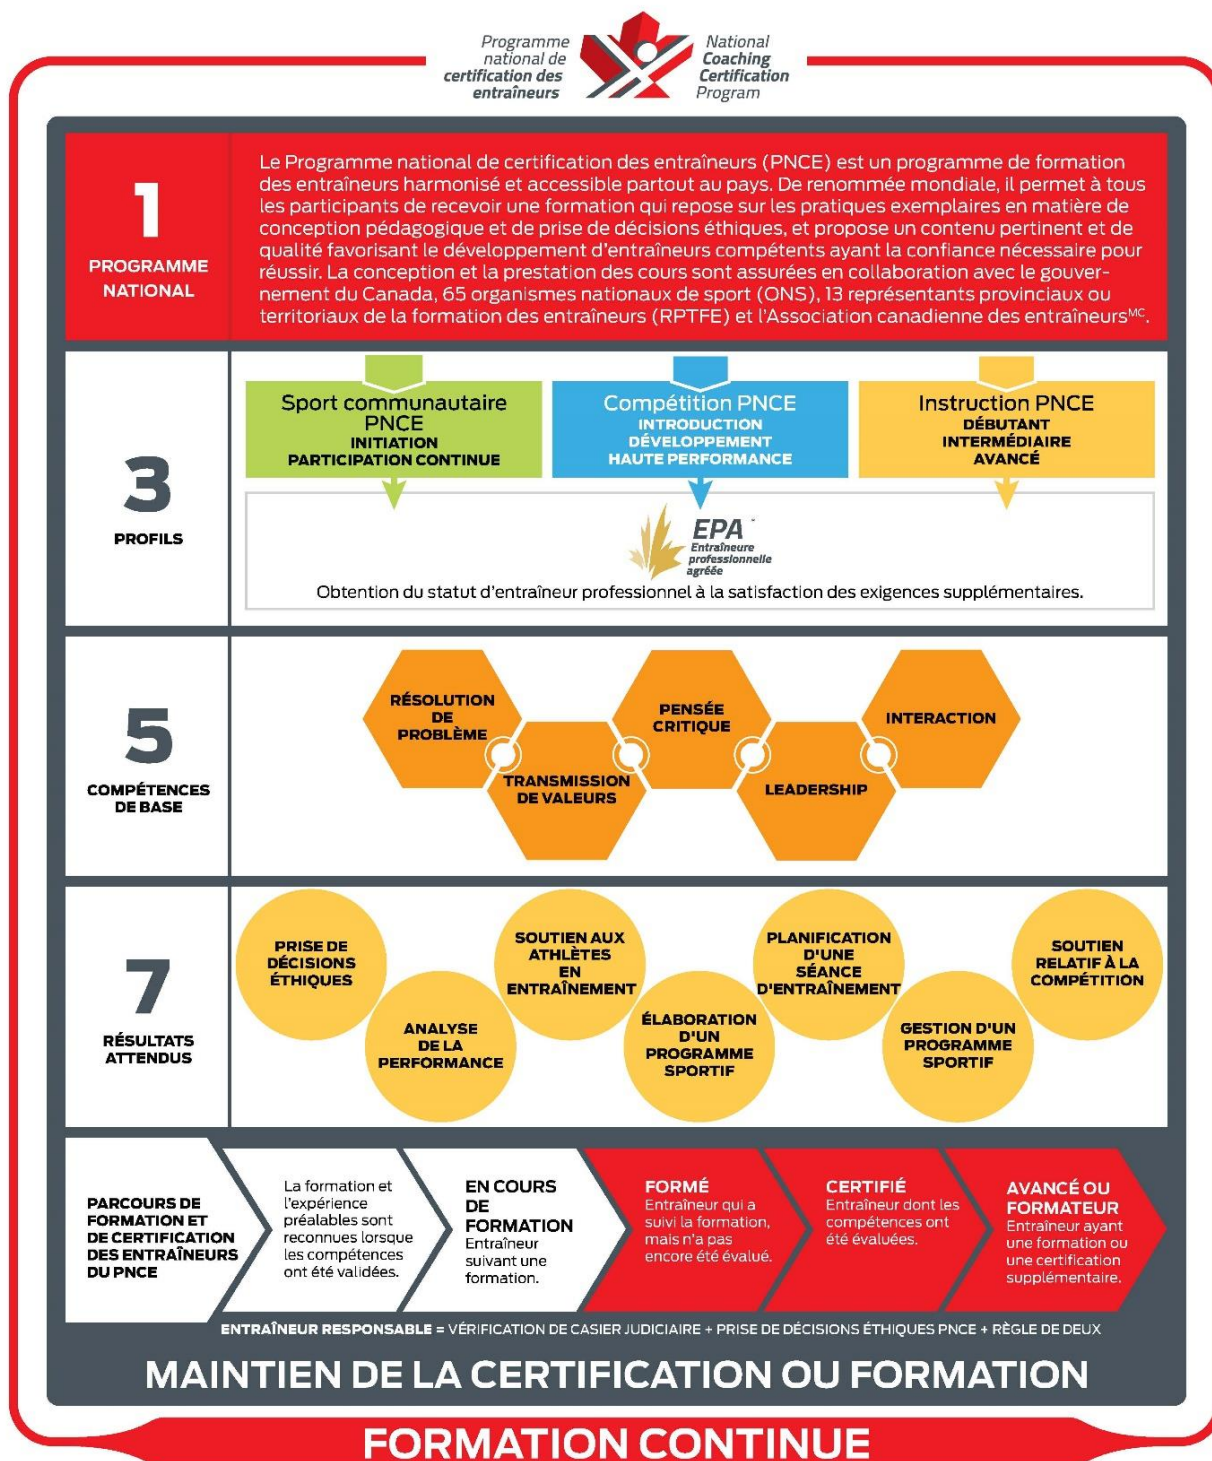 Programme
national de
certification des
entraîneurs
National
Coaching
Certification
Program
1
PROGRAMME
NATIONAL
Le Programme national de certification des entraîneurs (PNCE) est un programme de formation
des entraîneurs harmonisé et accessible partout au pays. De renommée mondiale, il permet à tous
les participants de recevoir une formation qui repose sur les pratiques exemplaires en matière de
conception pédagogique et de prise de décisions éthiques, et propose un contenu pertinent et de
qualité favorisant le développement d'entraîneurs compétents ayant la confiance nécessaire pour
réussir. La conception et la prestation des cours sont assurées en collaboration avec le gouver-
nement du Canada, 65 organismes nationaux de sport (ONS), 13 représentants provinciaux ou
territoriaux de la formation des entraîneurs (RPTFE) et l'Association canadienne des entraîneursMC.
3
PROFILS
Sport communautaire
PNCE
INITIATION
PARTICIPATION CONTINUE
Compétition PNCE
INTRODUCTION
DÉVELOPPEMENT
HAUTE PERFORMANCE
Instruction PNCE
DÉBUTANT
INTERMÉDIAIRE
AVANCÉ
EPA
Entraîneure
professionnelle
agréée
Obtention du statut d'entraîneur professionnel à la satisfaction des exigences supplémentaires.
5
COMPÉTENCES
DE BASE
RÉSOLUTION
DE
PROBLÈME
TRANSMISSION
DE VALEURS
PENSÉE
CRITIQUE
LEADERSHIP
INTERACTION
7
RÉSULTATS
ATTENDUS
PRISE DE
DÉCISIONS
ÉTHIQUES
ANALYSE
DE LA
PERFORMANCE
SOUTIEN AUX
ATHLÈTES
EN
ENTRAÎNEMENT
ÉLABORATION
D'UN
PROGRAMME
SPORTIF
PLANIFICATION
D'UNE
SÉANCE
D'ENTRAÎNEMENT
GESTION D'UN
PROGRAMME
SPORTIF
SOUTIEN
RELATIF À LA
COMPÉTITION
PARCOURS DE
FORMATION ET
DE CERTIFICATION
DES ENTRAÎNEURS
DU PNCE
La formation et
l'expérience
préalables sont
reconnues lorsque
les compétences
ont été validées.
EN COURS
DE
FORMATION
Entraîneur
suivant une
formation.
FORMÉ
Entraîneur qui a
suivi la formation,
mais n'a pas
encore été évalué.
CERTIFIÉ
Entraîneur dont les
compétences ont
été évaluées.
AVANCÉ OU
FORMATEUR
Entraîneur ayant
une formation ou
une certification
supplémentaire.
ENTRAÎNEUR RESPONSABLE = VÉRIFICATION DE CASIER JUDICIAIRE + PRISE DE DÉCISIONS ÉTHIQUES PNCE + RÈGLE DE DEUX
MAINTIEN DE LA CERTIFICATION OU FORMATION
FORMATION CONTINUE